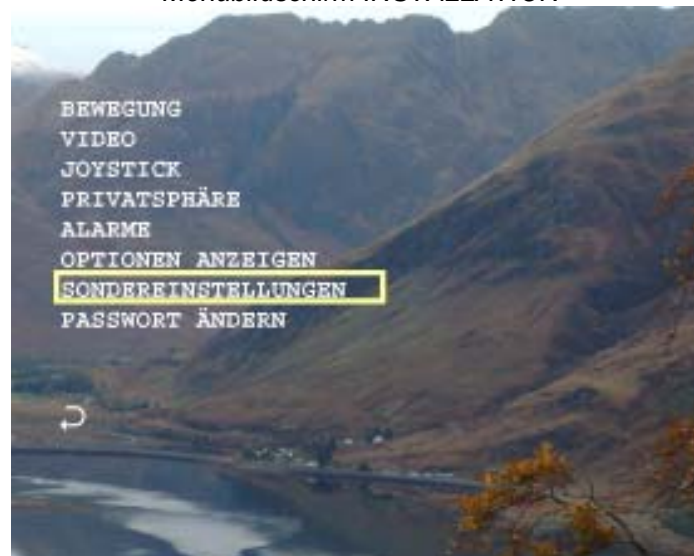 BEWEGUNG
VIDEO
JOYSTICK
PRIVATSPHÄRE
ALARME
OPTIONEN ANZEIGEN
SONDEREINSTELLUNGEN
PASSWORT ÄNDERN